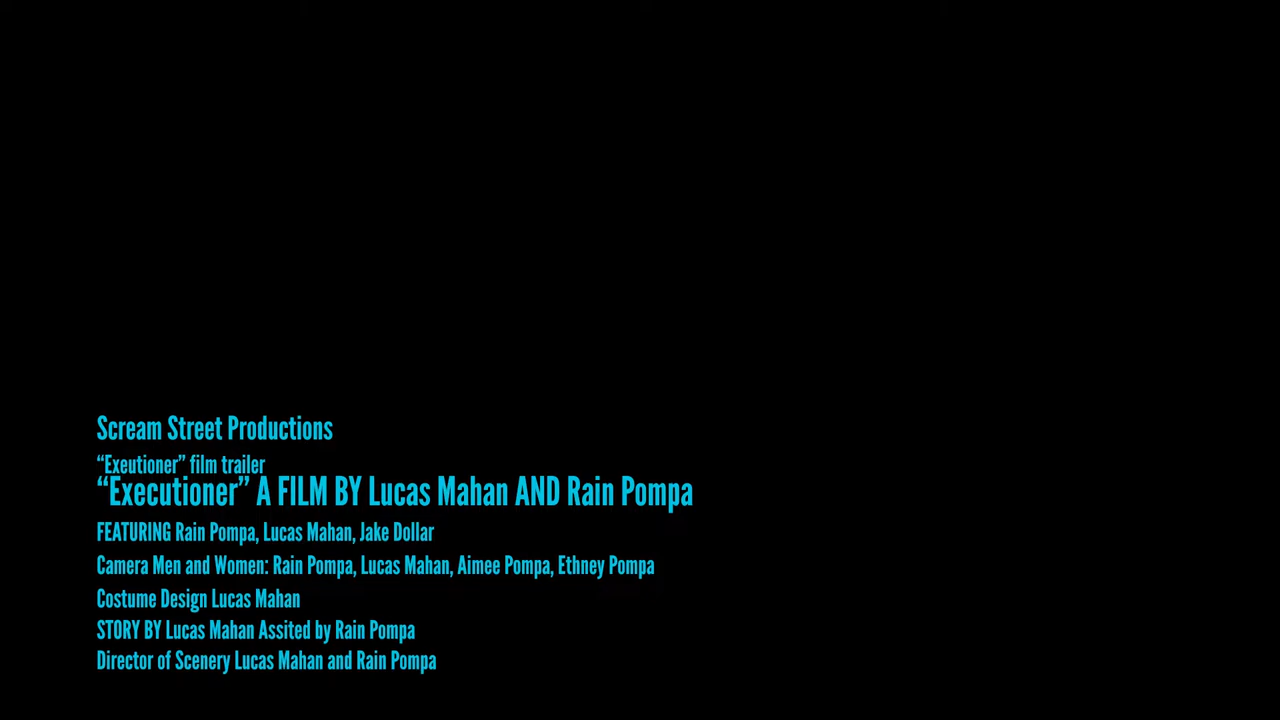 Scream Street Productions
“Exeutioner” film trailer
“Executioner” A FILM BY Lucas Mahan AND Rain Pompa
FEATURING Rain Pompa, Lucas Mahan, Jake Dollar
Camera Men and Women: Rain Pompa, Lucas Mahan, Aimee Pompa, Ethney Pompa
Costume Design Lucas Mahan
STORY BY Lucas Mahan Assited by Rain Pompa
Director of Scenery Lucas Mahan and Rain Pompa